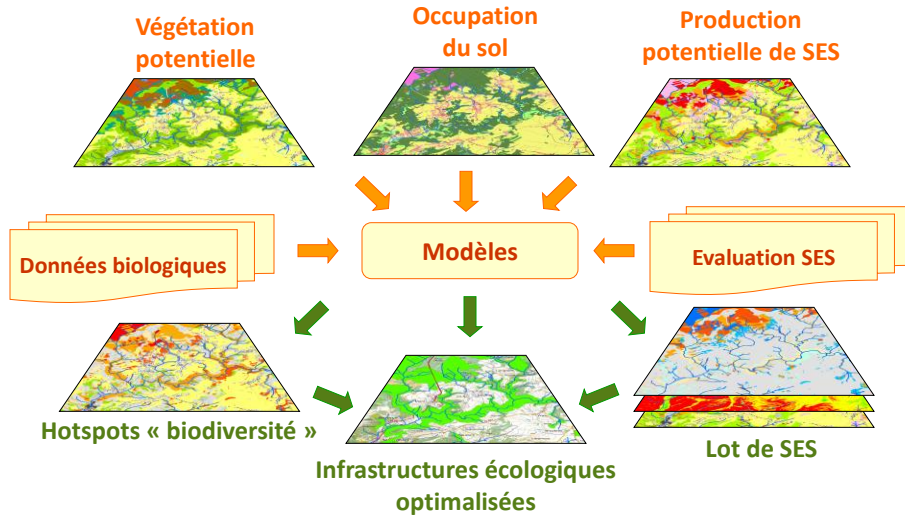 Végétation
potentielle
Occupation
du sol
Production
potentielle de SES
Données biologiques
Modèles
Evaluation SES
Hotspots « biodiversité »
Infrastructures écologiques
optimalisées
Lot de SES